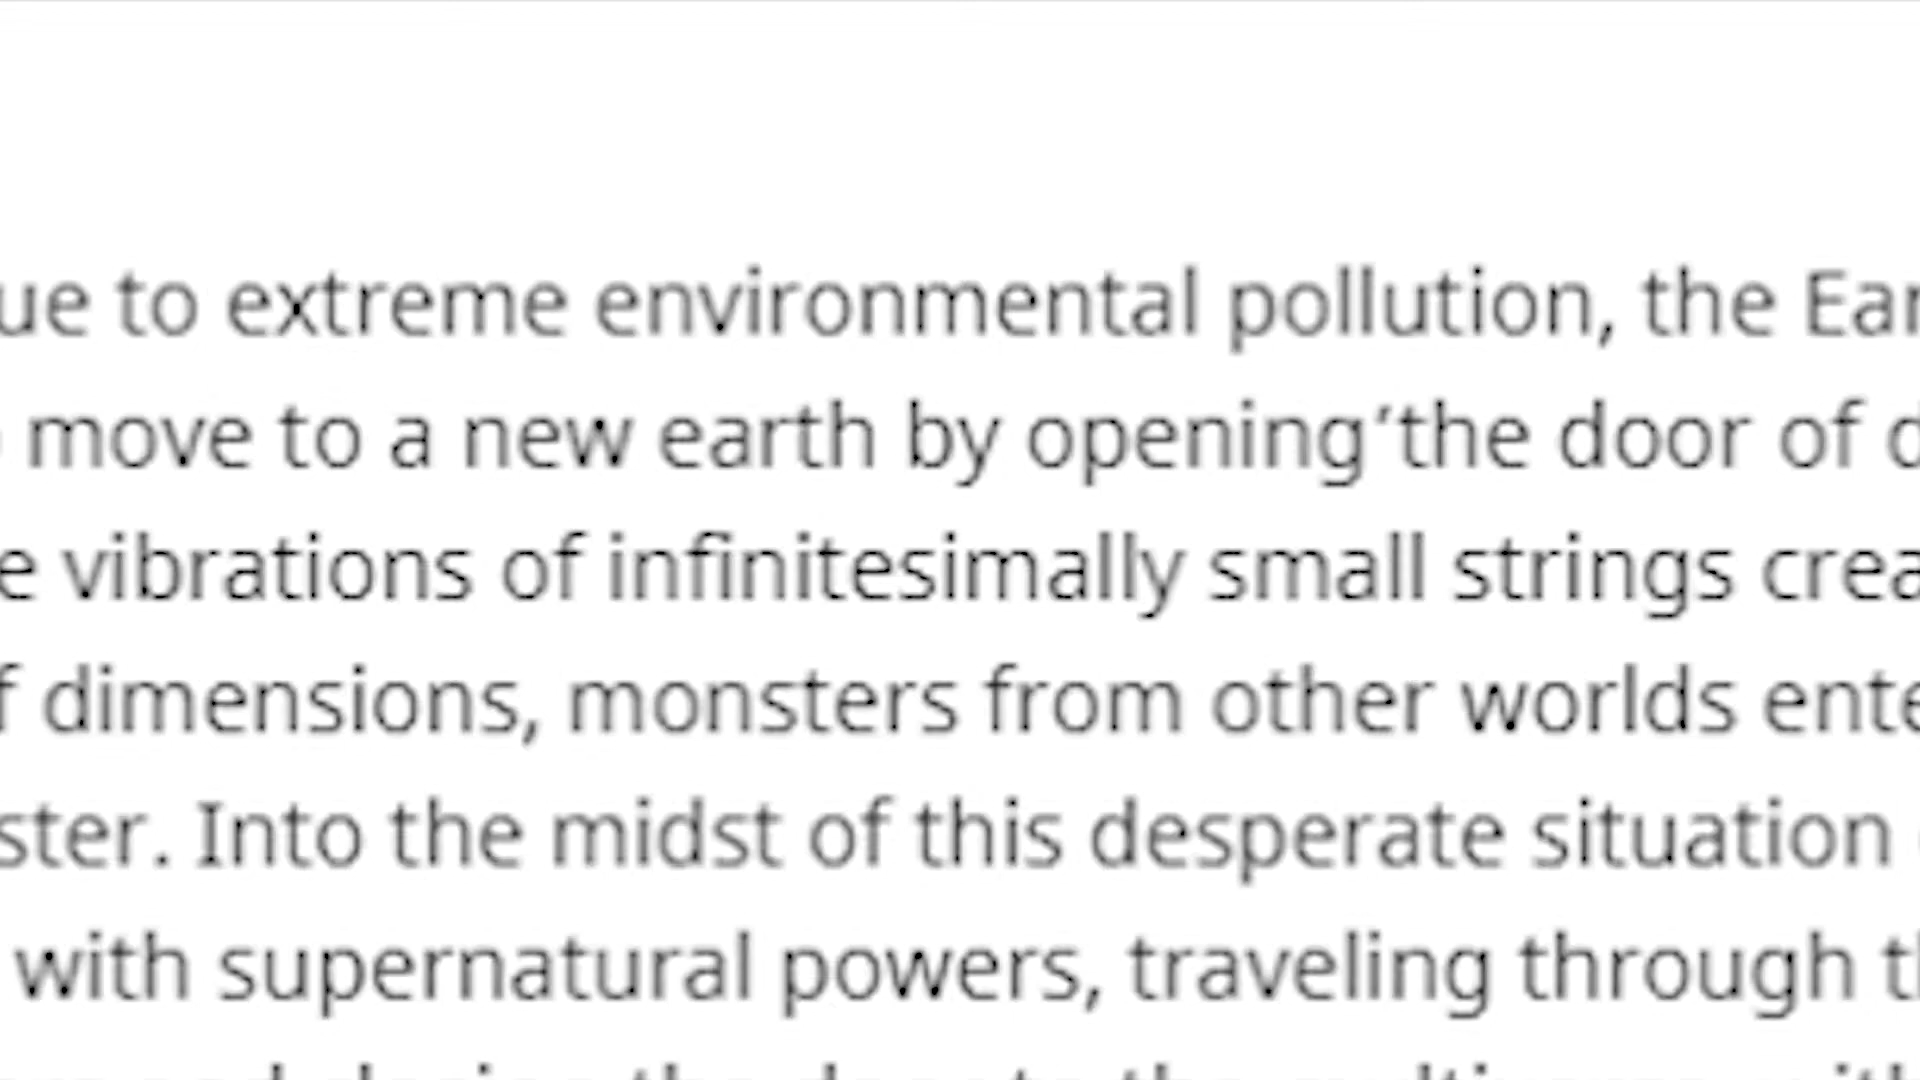 ue to extreme environmental pollution, the Ear
move to a new earth by opening‘the door of d
e vibrations of infinitesimally small strings crea
f dimensions, monsters from other worlds ente
ster. Into the midst of this desperate situation
with supernatural powers, traveling through th